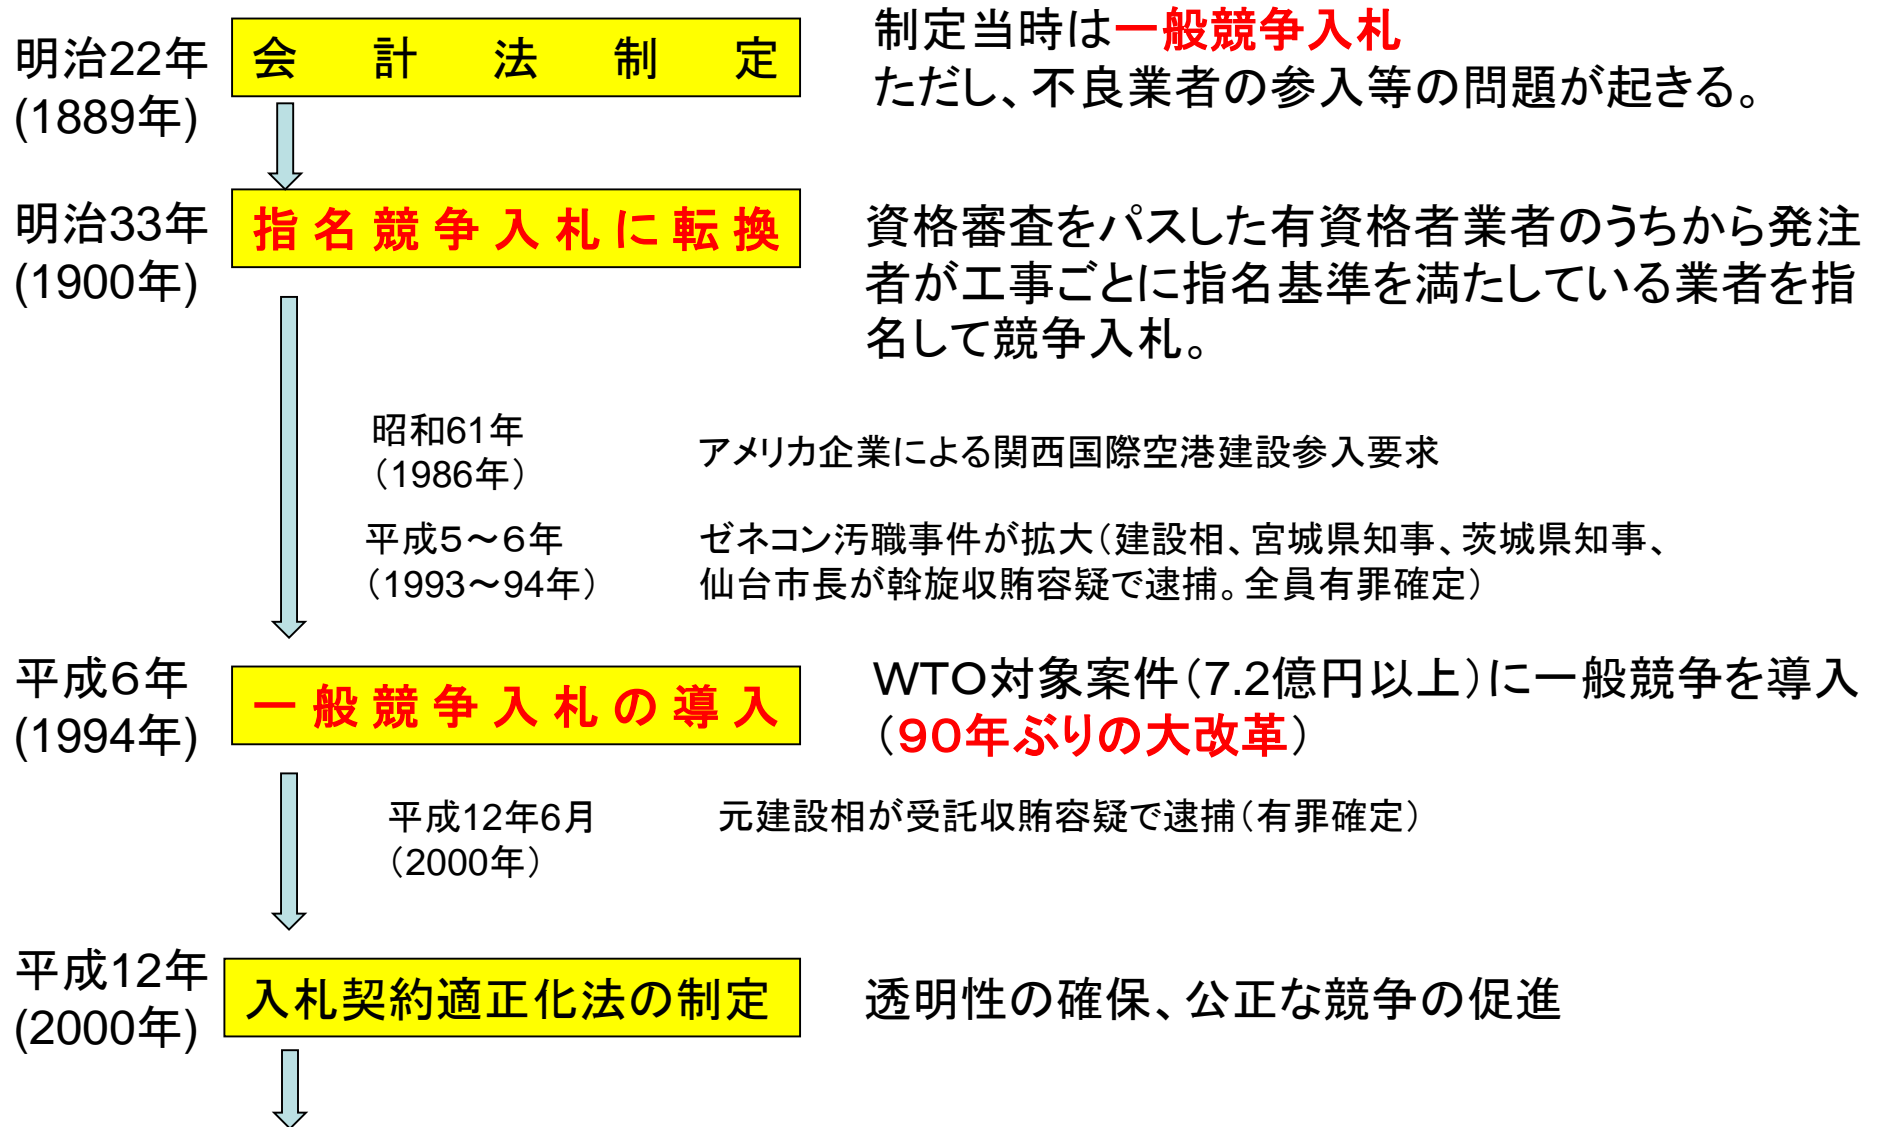 明治22年
(1889年)
会計法制定
制定当時は一般競争入札
ただし、不良業者の参入等の問題が起きる。
明治33年
(1900年)
指名競争入札に転換
資格審査をパスした有資格者業者のうちから発注
者が工事ごとに指名基準を満たしている業者を指
名して競争入札。
昭和61年
（1986年）
アメリカ企業による関西国際空港建設参入要求
平成５～６年
（1993～94年）
ゼネコン汚職事件が拡大（建設相、宮城県知事、茨城県知事、
仙台市長が斡旋収賄容疑で逮捕。全員有罪確定）
平成６年
(1994年)
一般競争入札の導入
ＷＴＯ対象案件（7.2億円以上）に一般競争を導入
（９０年ぶりの大改革）
平成12年6月
（2000年）
元建設相が受託収賄容疑で逮捕（有罪確定）
平成12年
(2000年)
入札契約適正化法の制定
透明性の確保、公正な競争の促進